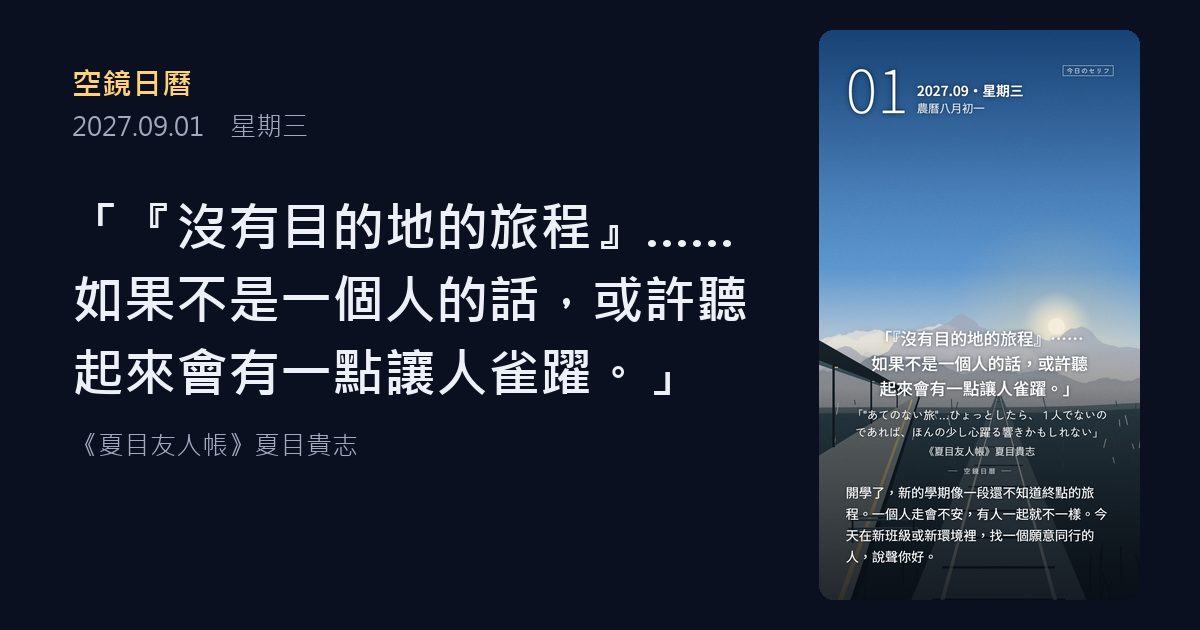 空鏡日曆
2027.09.01　星期三
「『沒有目的地的旅程』……
如果不是一個人的話，或許聽
起來會有一點讓人雀躍。」
《夏目友人帳》夏目貴志
01
2027.09・星期三
農曆八月初一
今日のセリフ
「『沒有目的地的旅程』……
如果不是一個人的話，或許聽
起來會有一點讓人雀躍。」
「"あてのない旅"…ひょっとしたら、１人でないの
であれば、ほんの少し心躍る響きかもしれない」
《夏目友人帳》夏目貴志
— 空鏡日曆 —
開學了，新的學期像一段還不知道終點的旅
程。一個人走會不安，有人一起就不一樣。今
天在新班級或新環境裡，找一個願意同行的
人，說聲你好。